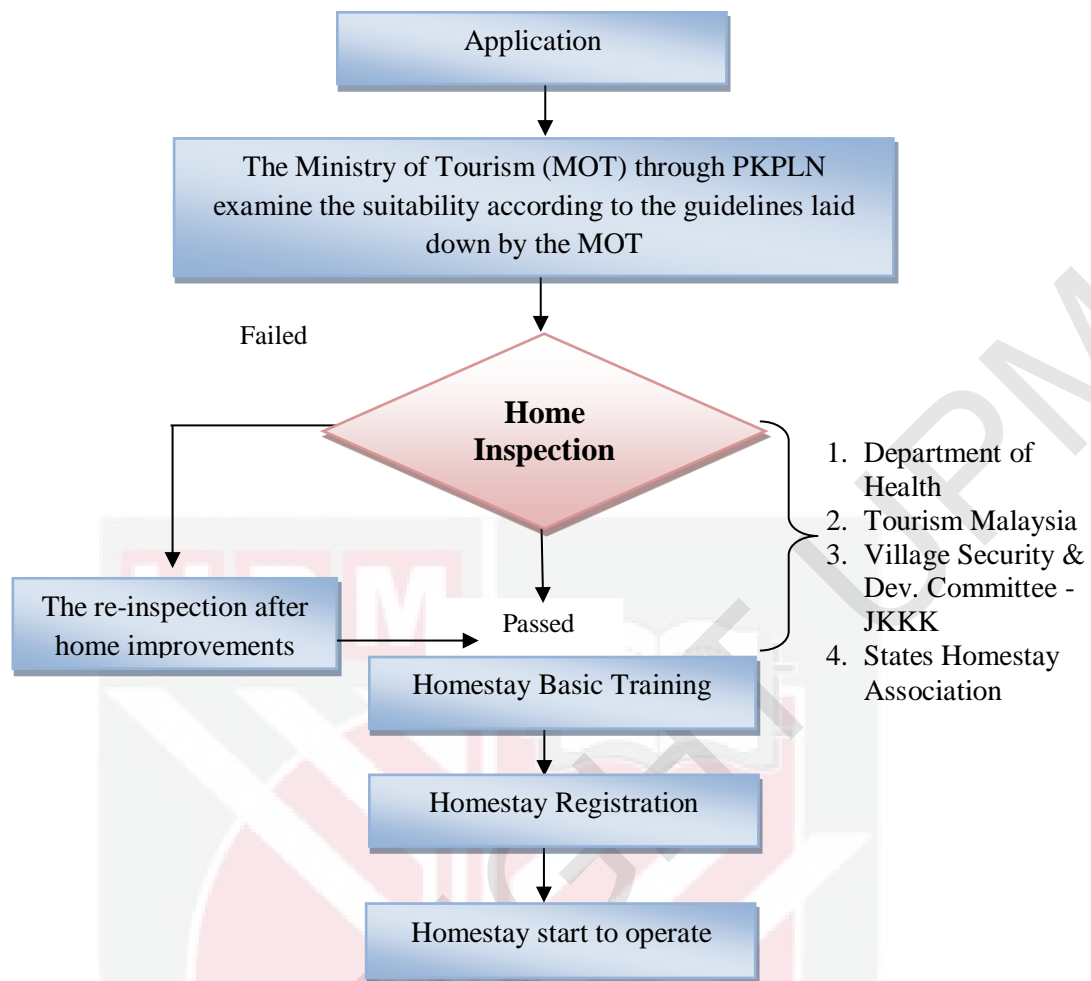 Application
The Ministry of Tourism (MOT) through PKPLN
examine the suitability according to the guidelines laid
down by the MOT
Failed
Home
Inspection
1. Department of
Health
2. Tourism Malaysia
3. Village Security &
Dev. Committee -
JKKK
4. States Homestay
Association
The re-inspection after
home improvements
Passed
Homestay Basic Training
Homestay Registration
Homestay start to operate
UPM